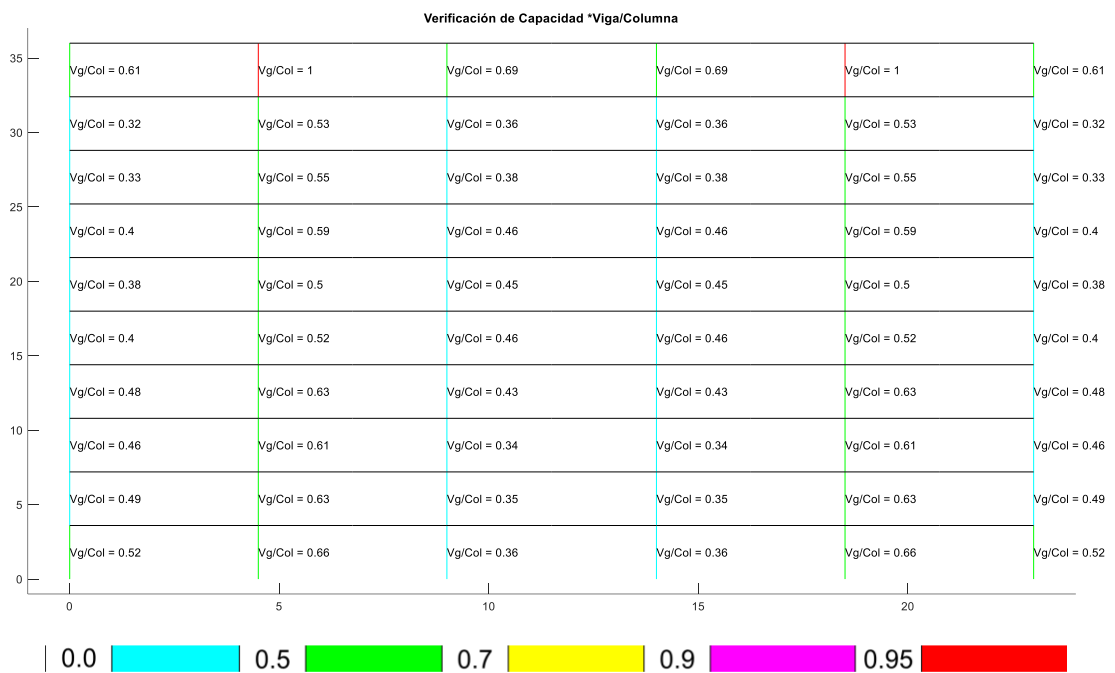 Verificación de Capacidad *Viga/Columna
35
Vg/Col = 0.61 Vg/Col = 1 Vg/Col = 0.69 Vg/Col = 0.69 Vg/Col = 1 Vg/Col = 0.61
30
Vg/Col = 0.32 Vg/Col = 0.53 Vg/Col = 0.36 Vg/Col = 0.36 Vg/Col = 0.53 Vg/Col = 0.32
Vg/Col = 0.33 Vg/Col = 0.55 Vg/Col = 0.38 Vg/Col = 0.38 Vg/Col = 0.55 Vg/Col = 0.33
25
Vg/Col = 0.4 Vg/Col = 0.59 Vg/Col = 0.46 Vg/Col = 0.46 Vg/Col = 0.59 Vg/Col = 0.4
20
Vg/Col = 0.38 Vg/Col = 0.5 Vg/Col = 0.45 Vg/Col = 0.45 Vg/Col = 0.5 Vg/Col = 0.38
Vg/Col = 0.4 Vg/Col = 0.52 Vg/Col = 0.46 Vg/Col = 0.46 Vg/Col = 0.52 Vg/Col = 0.4
15
Vg/Col = 0.48 Vg/Col = 0.63 Vg/Col = 0.43 Vg/Col = 0.43 Vg/Col = 0.63 Vg/Col = 0.48
10
Vg/Col = 0.46 Vg/Col = 0.61 Vg/Col = 0.34 Vg/Col = 0.34 Vg/Col = 0.61 Vg/Col = 0.46
5
Vg/Col = 0.49 Vg/Col = 0.63 Vg/Col = 0.35 Vg/Col = 0.35 Vg/Col = 0.63 Vg/Col = 0.49
Vg/Col = 0.52 Vg/Col = 0.66 Vg/Col = 0.36 Vg/Col = 0.36 Vg/Col = 0.66 Vg/Col = 0.52
0
0 5 10 15 20
0.0 0.5 0.7 0.9 0.95